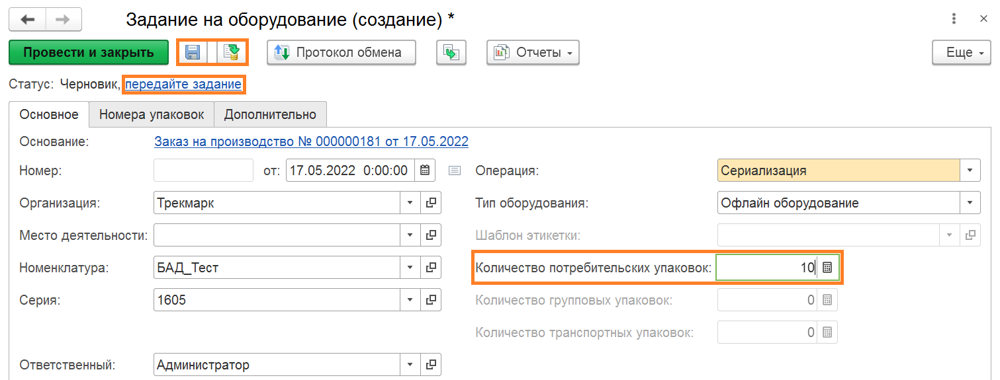 Задание на оборудование (создание) *
Провести и закрыть Протокол обмена Отчеты Еще
Статус: Черновик, передайте задание
Основное Номера упаковок Дополнительно
Основание: Заказ на производство № 000000181 от 17.05.2022
Номер: от: 17.05.2022 0:00:00 Операция: Сериализация
Организация: Трекмарк Тип оборудования: Офлайн оборудование
Место деятельности: Шаблон этикетки:
Номенклатура: БАД_Тест Количество потребительских упаковок: 10
Серия: 1605 Количество групповых упаковок: 0
Количество транспортных упаковок: 0
Ответственный: Администратор